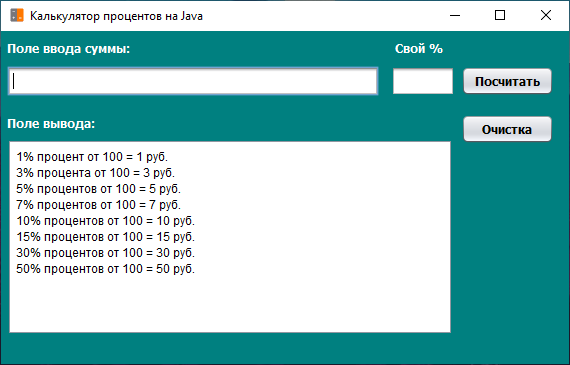 Калькулятор процентов на Java
Поле ввода суммы:
Свой %
Посчитать
Поле вывода:
Очистка
1% процент от 100 = 1 руб.
3% процента от 100 = 3 руб.
5% процентов от 100 = 5 руб.
7% процентов от 100 = 7 руб.
10% процентов от 100 = 10 руб.
15% процентов от 100 = 15 руб.
30% процентов от 100 = 30 руб.
50% процентов от 100 = 50 руб.